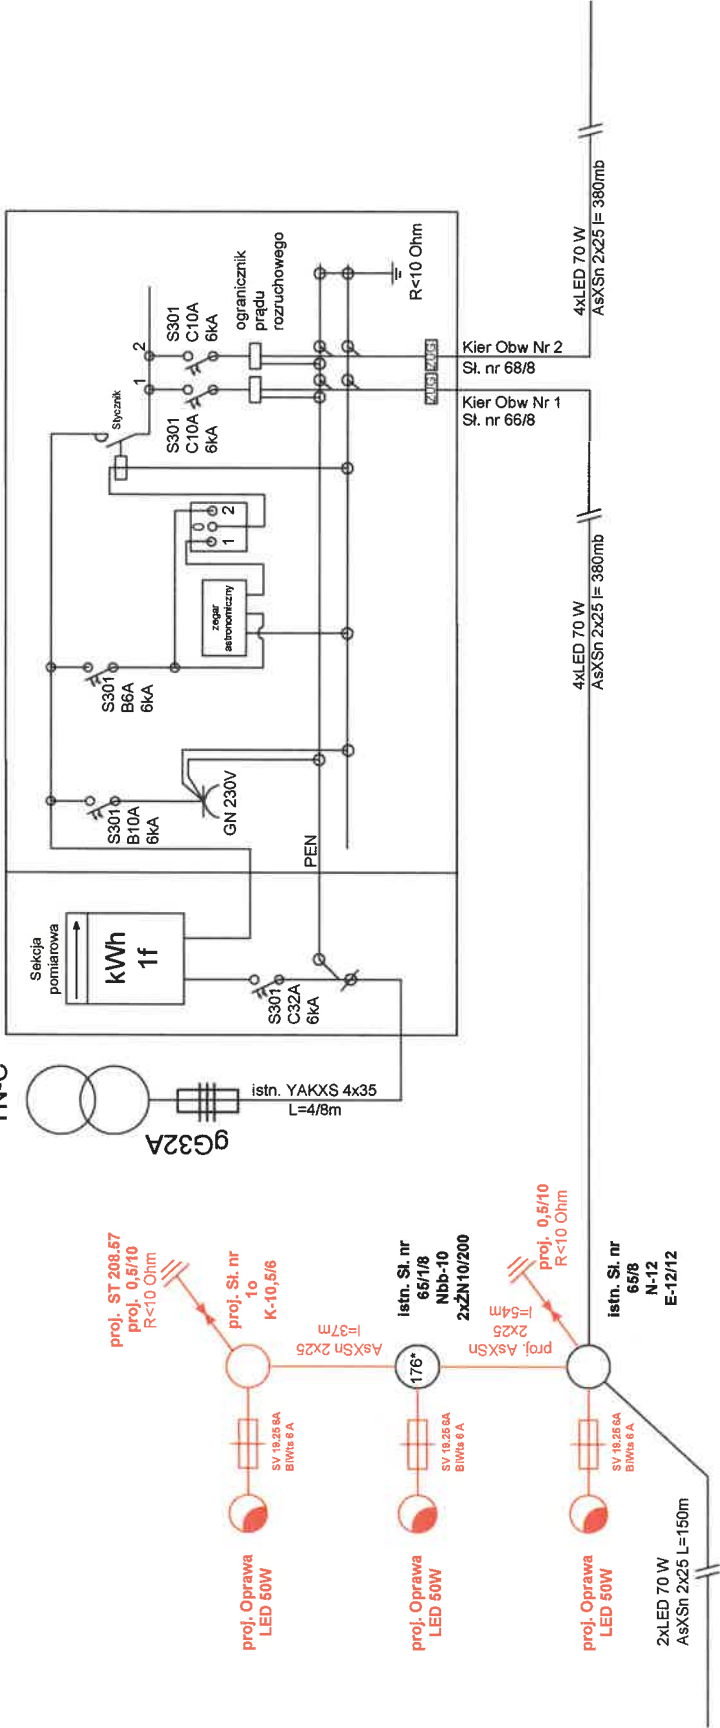 TN-C
gG32A
istn. YAKXS 4x35
L=4/8m
Sekcja
pomiarowa
kWh
1f
S301
C32A
6kA
PEN
S301
B10A
6kA
GN 230V
S301
B6A
6kA
zegar
astronomiczny
1
0
2
Stycznik
1
2
S301
C10A
6kA
S301
C10A
6kA
ogranicznik
prądu
rozruchowego
R<10 Ohm
ZUG
ZUG
Kier Obw Nr 2
Sł. nr 68/8
Kier Obw Nr 1
Sł. nr 66/8
4xLED 70 W
AsXSn 2x25 l= 380mb
4xLED 70 W
AsXSn 2x25 l= 380mb
proj. ST 208.57
proj. 0,5/10
R<10 Ohm
proj. Sł. nr
1o
K-10,5/6
AsXSn 2x25
l=37m
istn. Sł. nr
65/1/8
Nbb-10
2xŻN10/200
176*
proj. AsXSn
2x25
l=54m
proj. 0,5/10
R<10 Ohm
istn. Sł. nr
65/8
N-12
E-12/12
SV 19.25 6A
BiWts 6 A
SV 19.25 6A
BiWts 6 A
SV 19.25 6A
BiWts 6 A
proj. Oprawa
LED 50W
proj. Oprawa
LED 50W
proj. Oprawa
LED 50W
2xLED 70 W
AsXSn 2x25 L=150m